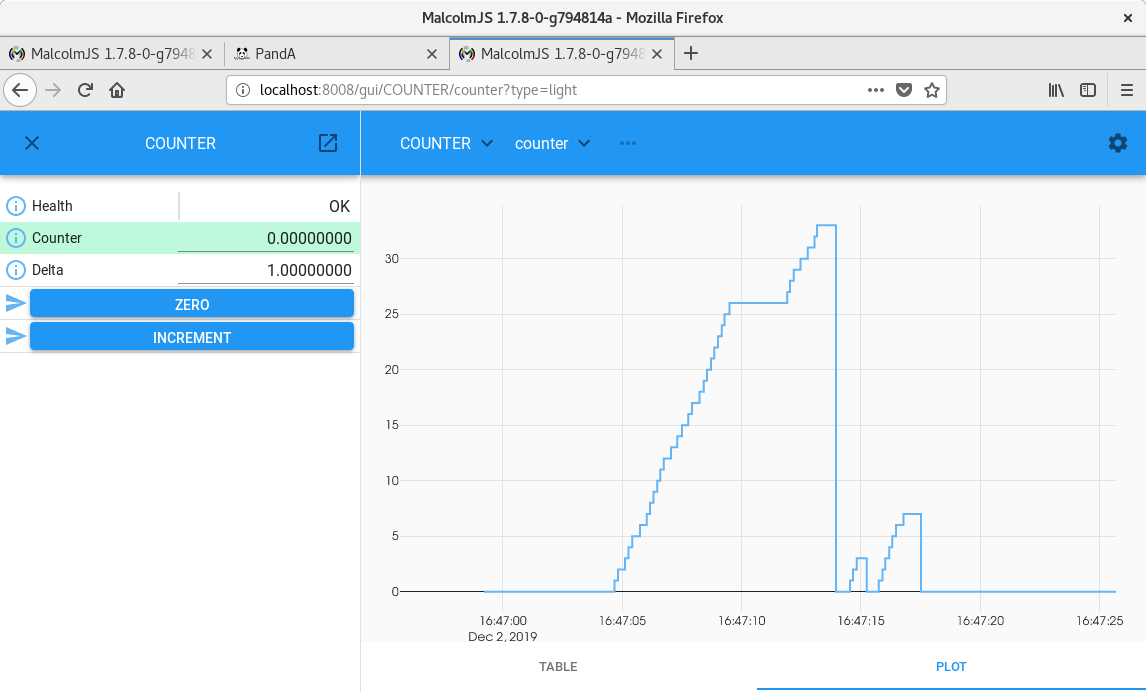 MalcolmJS 1.7.8-0-g794814a - Mozilla Firefox
MalcolmJS 1.7.8-0-g7948
PandA
MalcolmJS 1.7.8-0-g7948
localhost:8008/gui/COUNTER/counter?type=light
COUNTER
COUNTER
counter
Health
OK
Counter
0.00000000
Delta
1.00000000
ZERO
INCREMENT
30
25
20
15
10
5
0
16:47:00
16:47:05
16:47:10
16:47:15
16:47:20
16:47:25
Dec 2, 2019
TABLE
PLOT